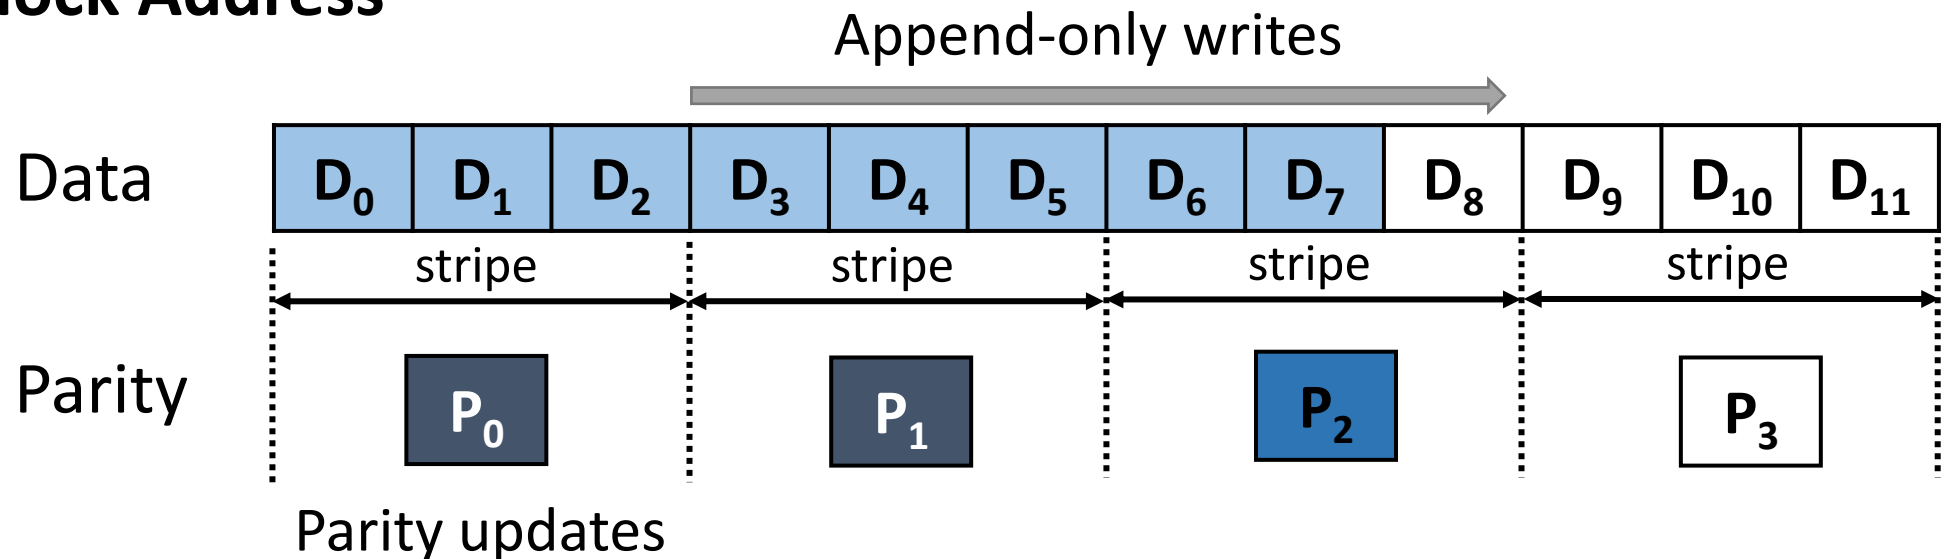 Address
Append-only writes
Data D0 D1 D2 D3 D4 D5 D6 D7 D8 D9 D10 D11
stripe stripe stripe stripe
Parity P0 P1 P2 P3
Parity updates